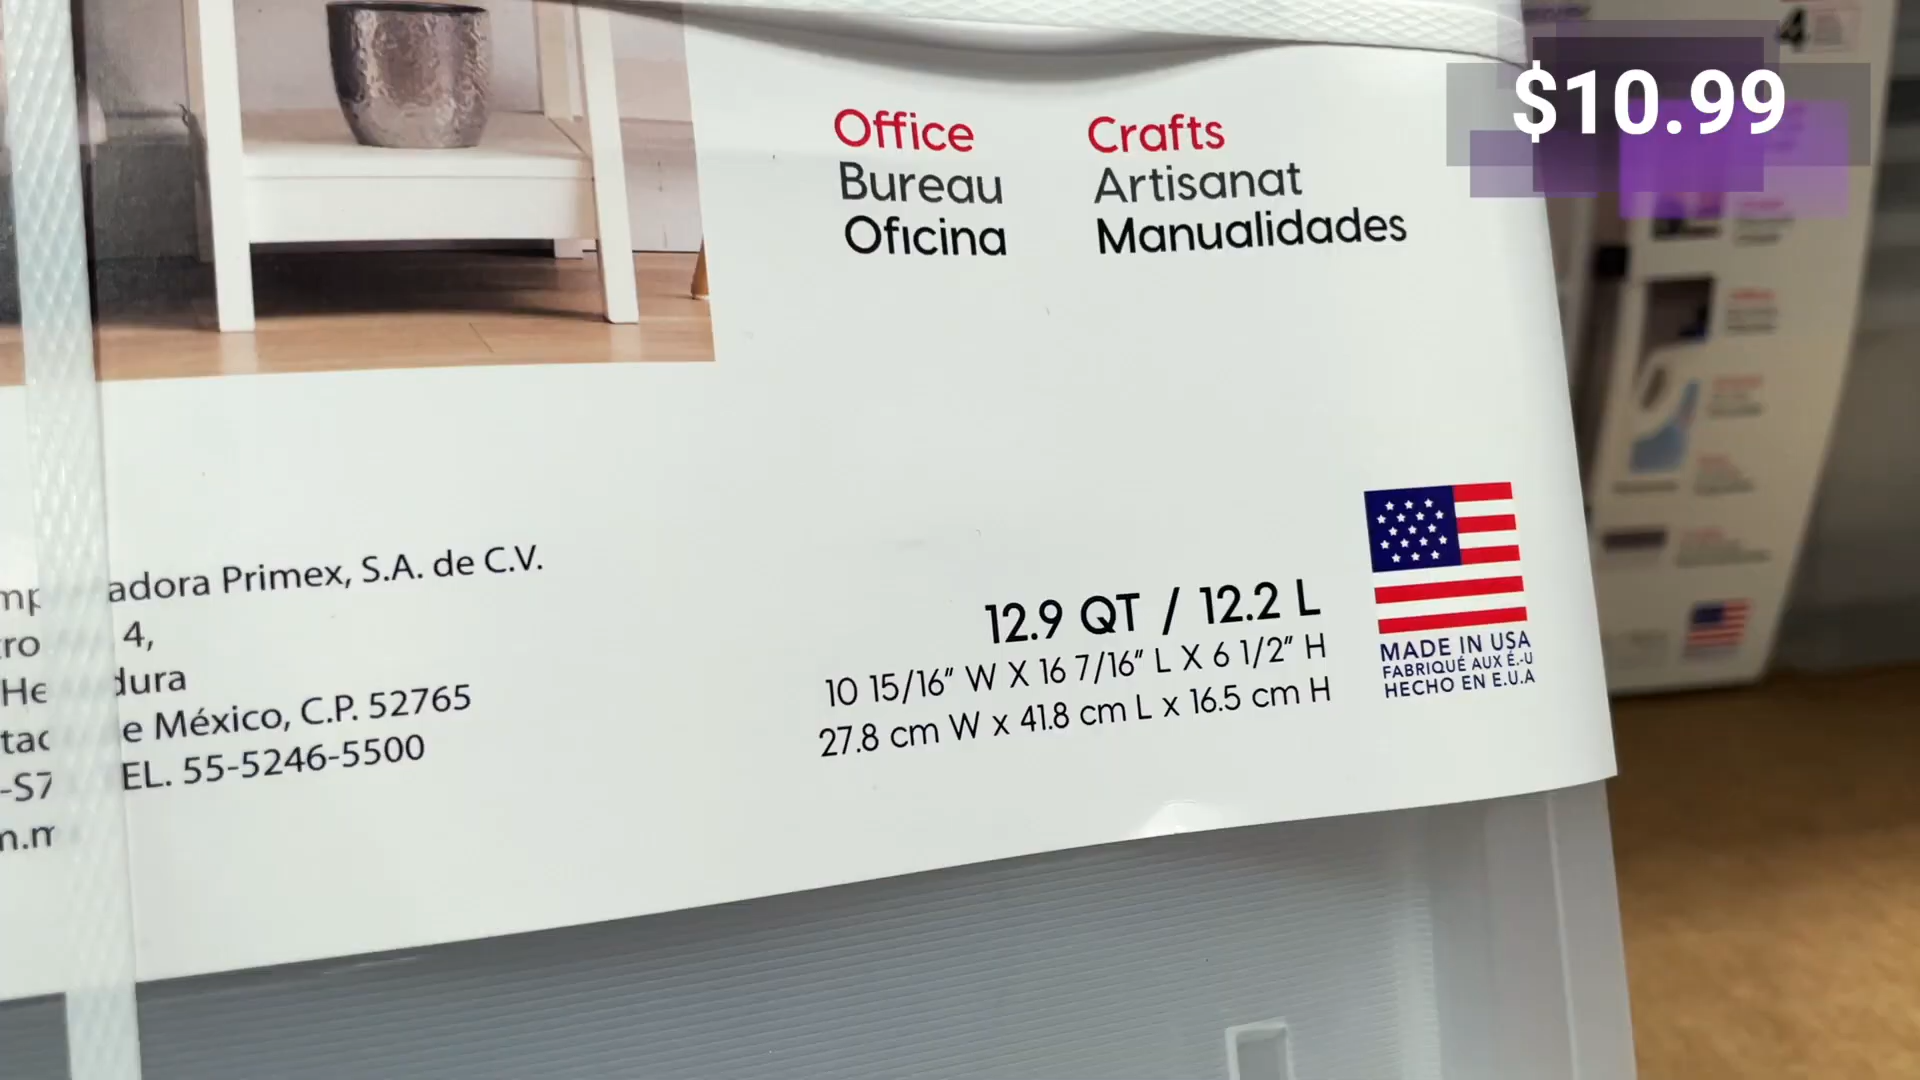 $10.99
4
Office
Bureau
Oficina
Crafts
Artisanat
Manualidades
adora Primex, S.A. de C.V.
4,
dura
e México, C.P. 52765
EL. 55-5246-5500
12.9 QT / 12.2 L
10 15/16" W X 16 7/16" L X 6 1/2" H
27.8 cm W x 41.8 cm L x 16.5 cm H
MADE IN USA
FABRIQUÉ AUX É.-U
HECHO EN E.U.A